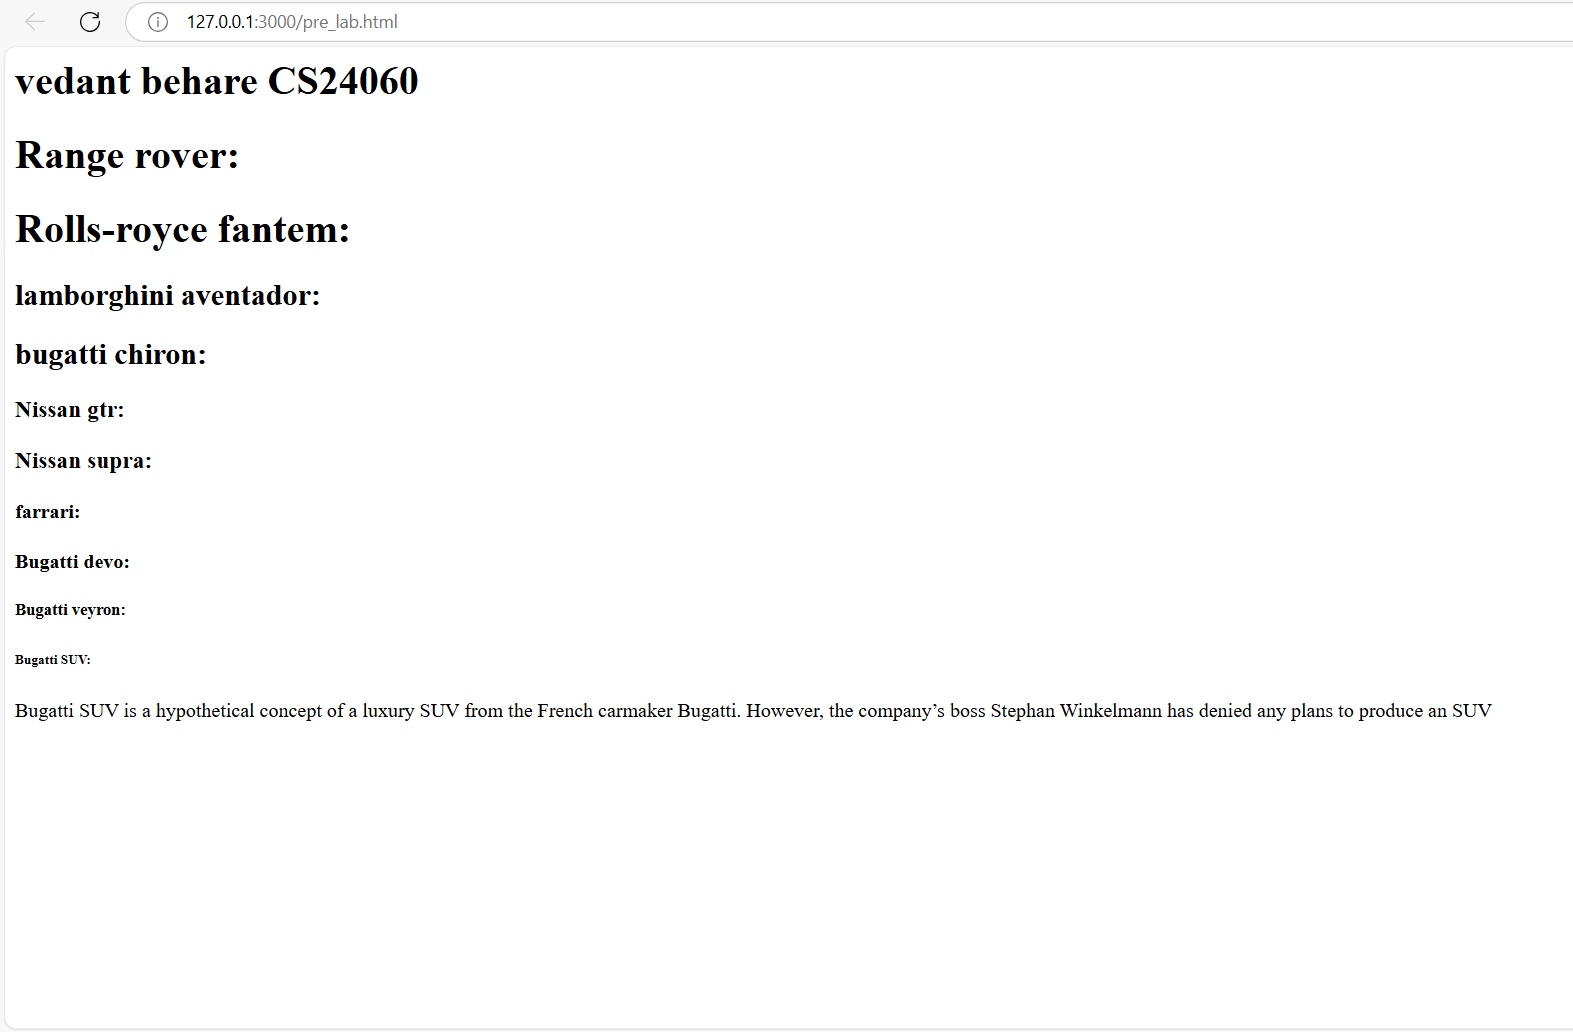 127.0.0.1:3000/pre_lab.html
vedant behare CS24060
Range rover:
Rolls-royce fantem:
lamborghini aventador:
bugatti chiron:
Nissan gtr:
Nissan supra:
farrari:
Bugatti devo:
Bugatti veyron:
Bugatti SUV:
Bugatti SUV is a hypothetical concept of a luxury SUV from the French carmaker Bugatti. However, the company’s boss Stephan Winkelmann has denied any plans to produce an SUV